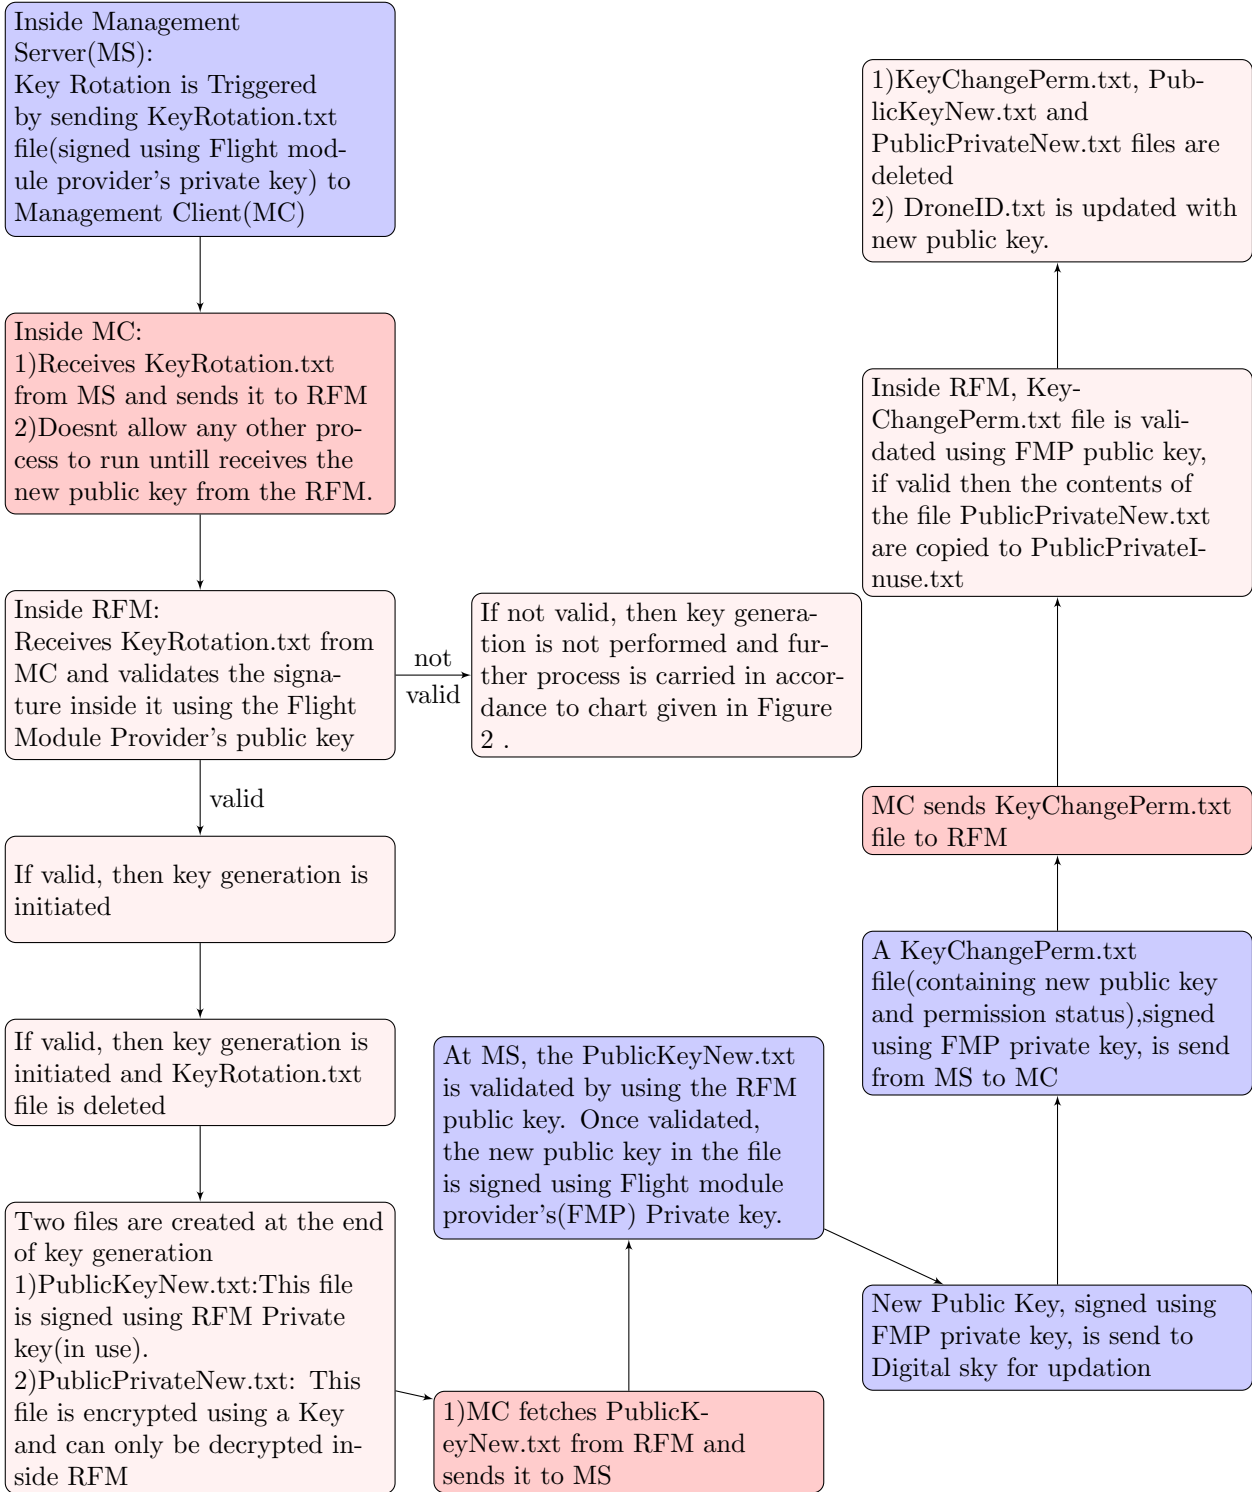 Inside Management
Server(MS):
Key Rotation is Triggered
by sending KeyRotation.txt
file(signed using Flight mod-
ule provider's private key) to
Management Client(MC)
Inside MC:
1)Receives KeyRotation.txt
from MS and sends it to RFM
2)Doesnt allow any other pro-
cess to run untill receives the
new public key from the RFM.
Inside RFM:
Receives KeyRotation.txt from
MC and validates the signa-
ture inside it using the Flight
Module Provider's public key
not
valid
If not valid, then key genera-
tion is not performed and fur-
ther process is carried in accor-
dance to chart given in Figure
2 .
valid
If valid, then key generation is
initiated
If valid, then key generation is
initiated and KeyRotation.txt
file is deleted
Two files are created at the end
of key generation
1)PublicKeyNew.txt:This file
is signed using RFM Private
key(in use).
2)PublicPrivateNew.txt: This
file is encrypted using a Key
and can only be decrypted in-
side RFM
1)MC fetches PublicK-
eyNew.txt from RFM and
sends it to MS
At MS, the PublicKeyNew.txt
is validated by using the RFM
public key. Once validated,
the new public key in the file
is signed using Flight module
provider's(FMP) Private key.
New Public Key, signed using
FMP private key, is send to
Digital sky for updation
A KeyChangePerm.txt
file(containing new public key
and permission status),signed
using FMP private key, is send
from MS to MC
MC sends KeyChangePerm.txt
file to RFM
Inside RFM, Key-
ChangePerm.txt file is vali-
dated using FMP public key,
if valid then the contents of
the file PublicPrivateNew.txt
are copied to PublicPrivateI-
nuse.txt
1)KeyChangePerm.txt, Pub-
licKeyNew.txt and
PublicPrivateNew.txt files are
deleted
2) DroneID.txt is updated with
new public key.